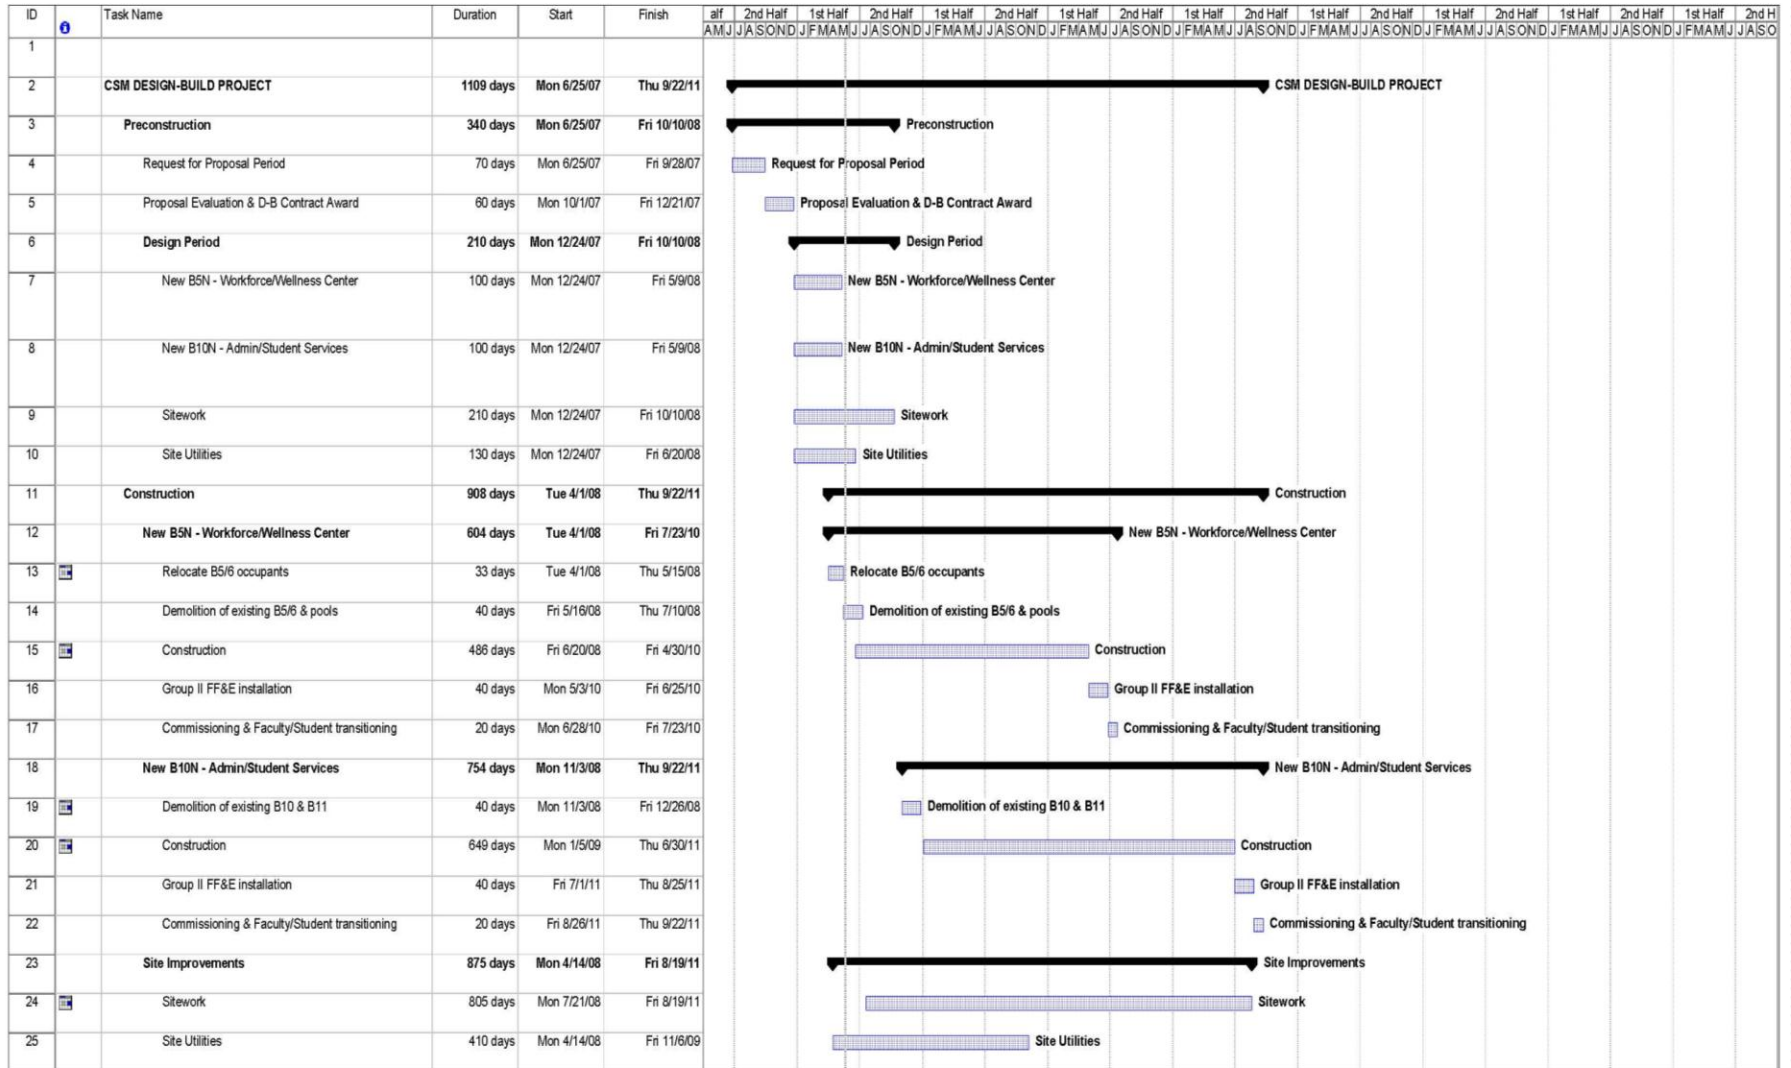 ID Task Name Duration Start Finish alf 2nd Half 1st Half 2nd Half 1st Half 2nd Half 1st Half 2nd Half 1st Half 2nd Half 1st Half 2nd Half 1st Half 2nd Half 1st Half 2nd Half 1st Half 2nd H
A M J J A S O N D J F M A M J J A S O N D J F M A M J J A S O N D J F M A M J J A S O N D J F M A M J J A S O N D J F M A M J J A S O N D J F M A M J J A S O N D J F M A M J J A S O N D J F M A M J J A S O
1
2 CSM DESIGN-BUILD PROJECT 1109 days Mon 6/25/07 Thu 9/22/11 CSM DESIGN-BUILD PROJECT
3 Preconstruction 340 days Mon 6/25/07 Fri 10/10/08 Preconstruction
4 Request for Proposal Period 70 days Mon 6/25/07 Fri 9/28/07 Request for Proposal Period
5 Proposal Evaluation & D-B Contract Award 60 days Mon 10/1/07 Fri 12/21/07 Proposal Evaluation & D-B Contract Award
6 Design Period 210 days Mon 12/24/07 Fri 10/10/08 Design Period
7 New B5N - Workforce/Wellness Center 100 days Mon 12/24/07 Fri 5/9/08 New B5N - Workforce/Wellness Center
8 New B10N - Admin/Student Services 100 days Mon 12/24/07 Fri 5/9/08 New B10N - Admin/Student Services
9 Sitework 210 days Mon 12/24/07 Fri 10/10/08 Sitework
10 Site Utilities 130 days Mon 12/24/07 Fri 6/20/08 Site Utilities
11 Construction 908 days Tue 4/1/08 Thu 9/22/11 Construction
12 New B5N - Workforce/Wellness Center 604 days Tue 4/1/08 Fri 7/23/10 New B5N - Workforce/Wellness Center
13 Relocate B5/6 occupants 33 days Tue 4/1/08 Thu 5/15/08 Relocate B5/6 occupants
14 Demolition of existing B5/6 & pools 40 days Fri 5/16/08 Thu 7/10/08 Demolition of existing B5/6 & pools
15 Construction 486 days Fri 6/20/08 Fri 4/30/10 Construction
16 Group II FF&E installation 40 days Mon 5/3/10 Fri 6/25/10 Group II FF&E installation
17 Commissioning & Faculty/Student transitioning 20 days Mon 6/28/10 Fri 7/23/10 Commissioning & Faculty/Student transitioning
18 New B10N - Admin/Student Services 754 days Mon 11/3/08 Thu 9/22/11 New B10N - Admin/Student Services
19 Demolition of existing B10 & B11 40 days Mon 11/3/08 Fri 12/26/08 Demolition of existing B10 & B11
20 Construction 649 days Mon 1/5/09 Thu 6/30/11 Construction
21 Group II FF&E installation 40 days Fri 7/1/11 Thu 8/25/11 Group II FF&E installation
22 Commissioning & Faculty/Student transitioning 20 days Fri 8/26/11 Thu 9/22/11 Commissioning & Faculty/Student transitioning
23 Site Improvements 875 days Mon 4/14/08 Fri 8/19/11 Site Improvements
24 Sitework 805 days Mon 7/21/08 Fri 8/19/11 Sitework
25 Site Utilities 410 days Mon 4/14/08 Fri 11/6/09 Site Utilities